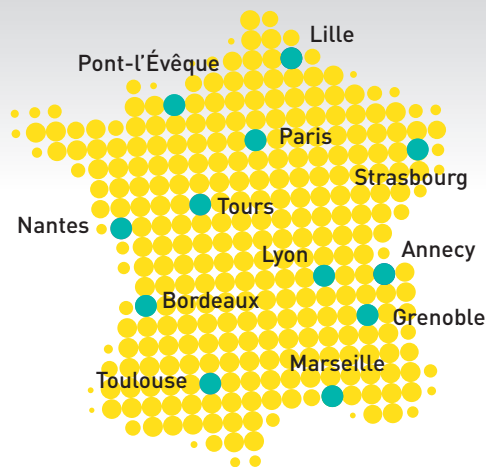 Lille
Pont-l'Évêque
Paris
Strasbourg
Tours
Nantes
Annecy
Lyon
Bordeaux
Grenoble
Marseille
Toulouse